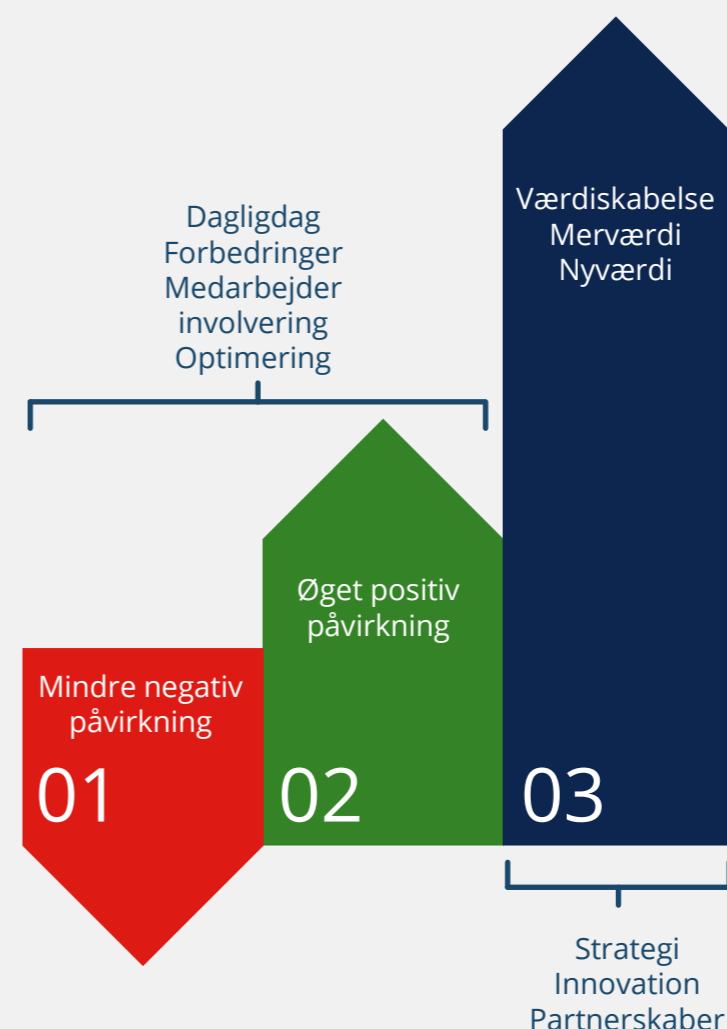 Dagligdag
Forbedringer
Medarbejder
involvering
Optimering
Værdiskabelse
Merværdi
Nyværdi
Øget positiv
påvirkning
Mindre negativ
påvirkning
01
02
03
Strategi
Innovation
Partnerskaber